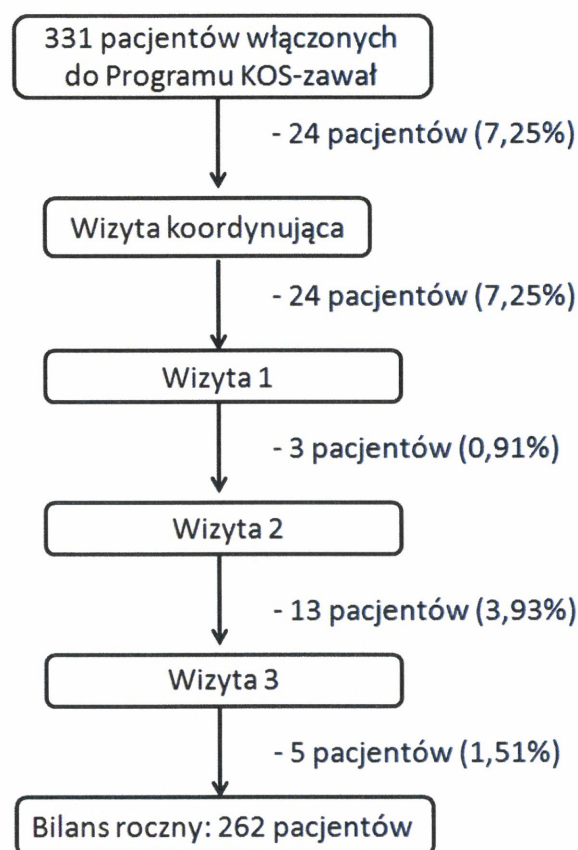 331 pacjentów włączonych
do Programu KOS-zawał
- 24 pacjentów (7,25%)
Wizyta koordynująca
- 24 pacjentów (7,25%)
Wizyta 1
- 3 pacjentów (0,91%)
Wizyta 2
- 13 pacjentów (3,93%)
Wizyta 3
- 5 pacjentów (1,51%)
Bilans roczny: 262 pacjentów